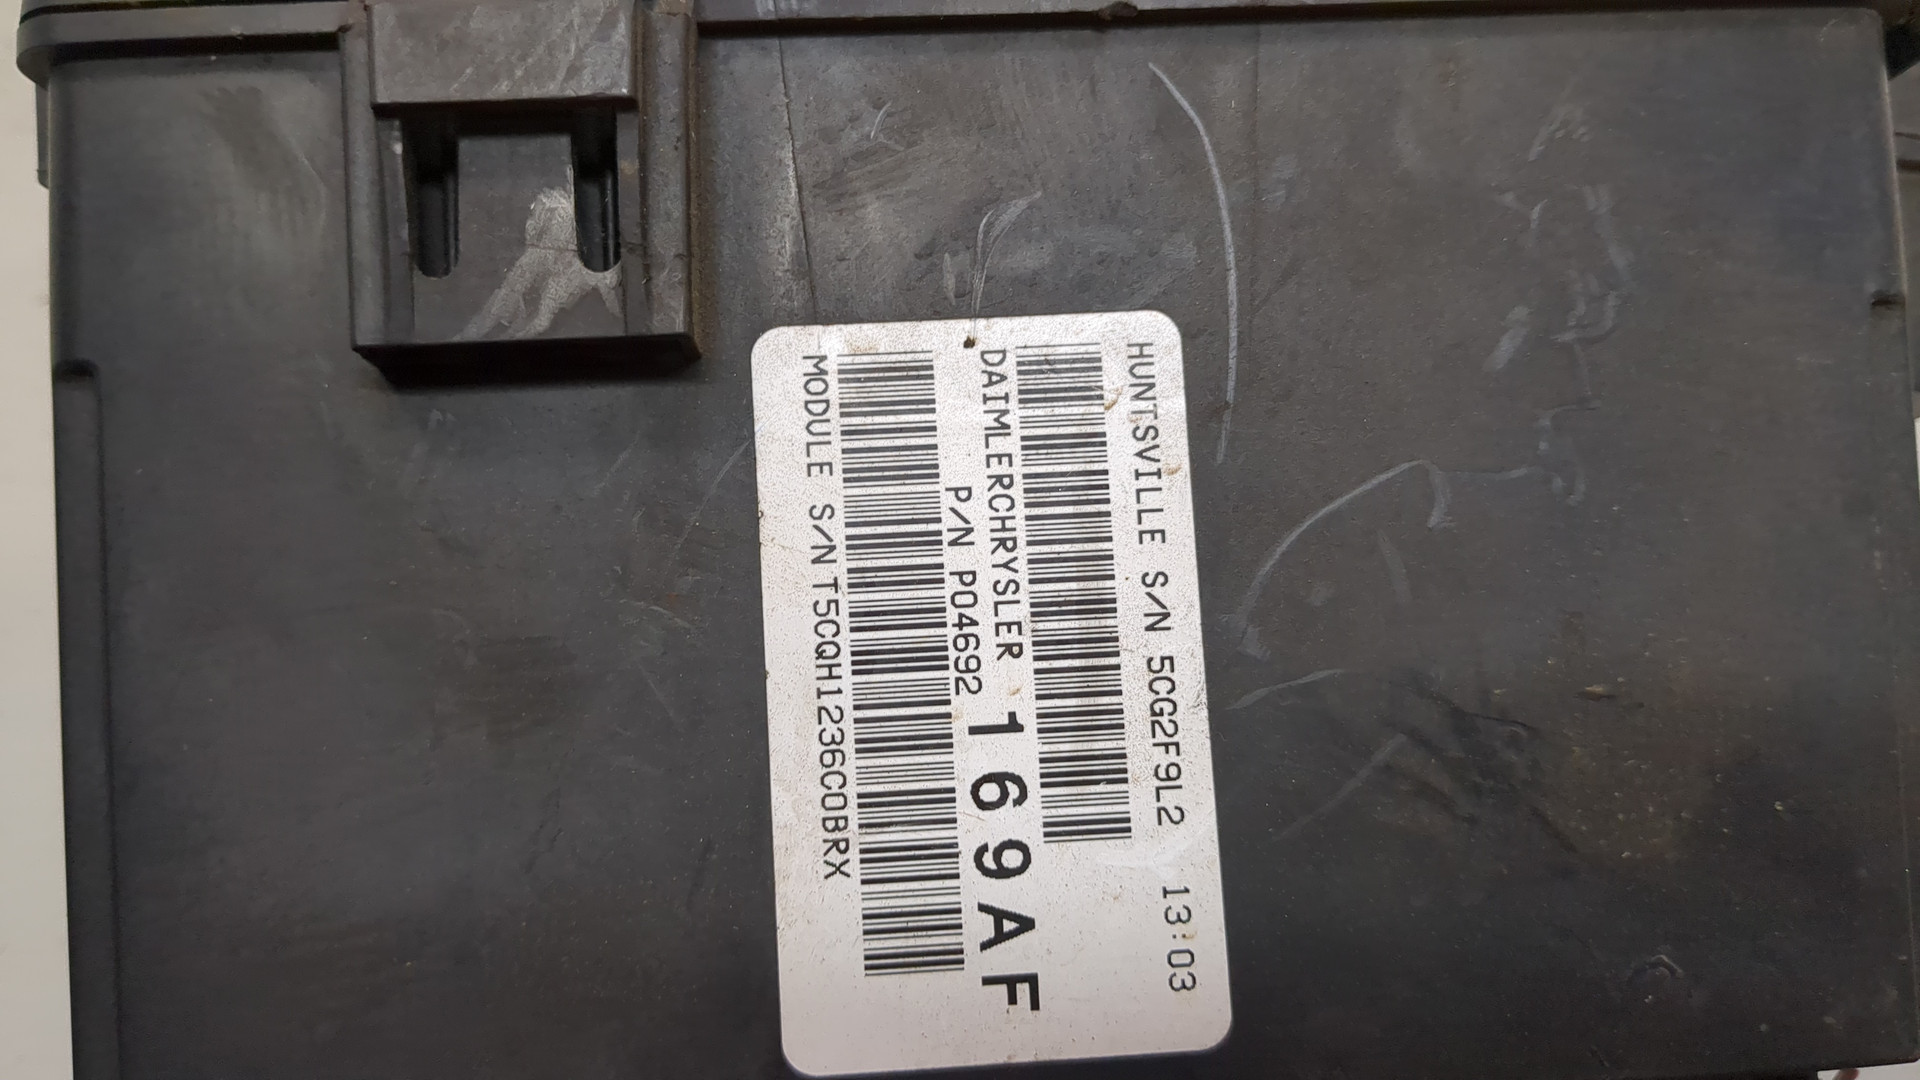 HUNTSVILLE S/N 5CG2F9L2 13:03
DAIMLERCHRYSLER
P/N P04692 169AF
MODULE S/N T5CQH1236C0BRX